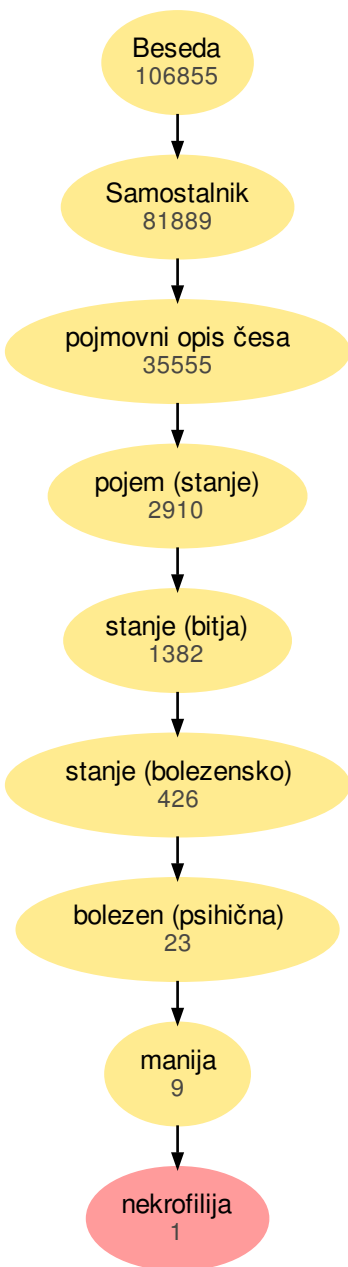 Beseda
106855
Samostalnik
81889
pojmovni opis česa
35555
pojem (stanje)
2910
stanje (bitja)
1382
stanje (bolezensko)
426
bolezen (psihična)
23
manija
9
nekrofilija
1